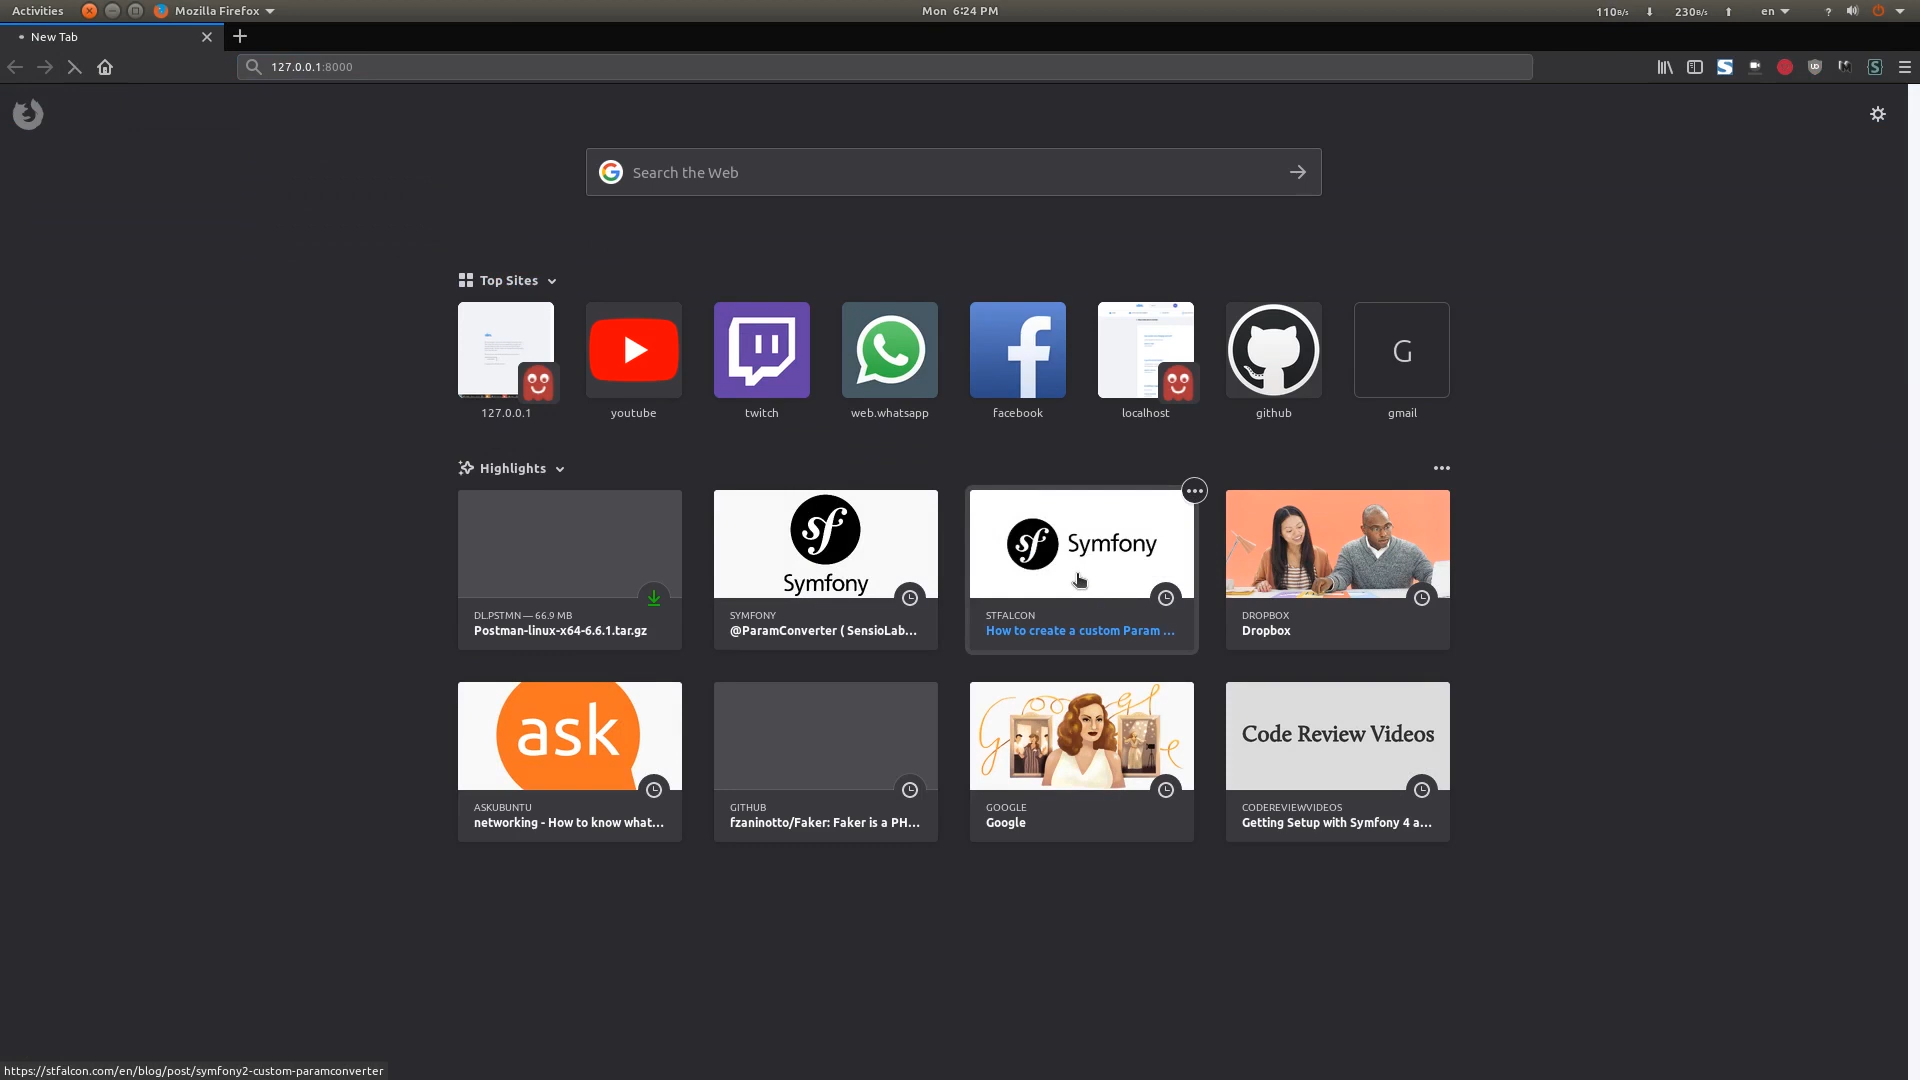 Activities
Mozilla Firefox
Mon 6:24 PM
110B/s
230B/s
en
?
New Tab
127.0.0.1:8000
Search the Web
Top Sites
127.0.0.1
youtube
twitch
web.whatsapp
facebook
localhost
github
G
gmail
Highlights
DL.PSTMN — 66.9 MB
Postman-linux-x64-6.6.1.tar.gz
sf
Symfony
SYMFONY
@ParamConverter ( SensioLab...
sf Symfony
STFALCON
How to create a custom Param ...
DROPBOX
Dropbox
ask
ASKUBUNTU
networking - How to know what...
GITHUB
fzaninotto/Faker: Faker is a PH...
GOOGLE
Google
Code Review Videos
CODEREVIEWVIDEOS
Getting Setup with Symfony 4 a...
https://stfalcon.com/en/blog/post/symfony2-custom-paramconverter